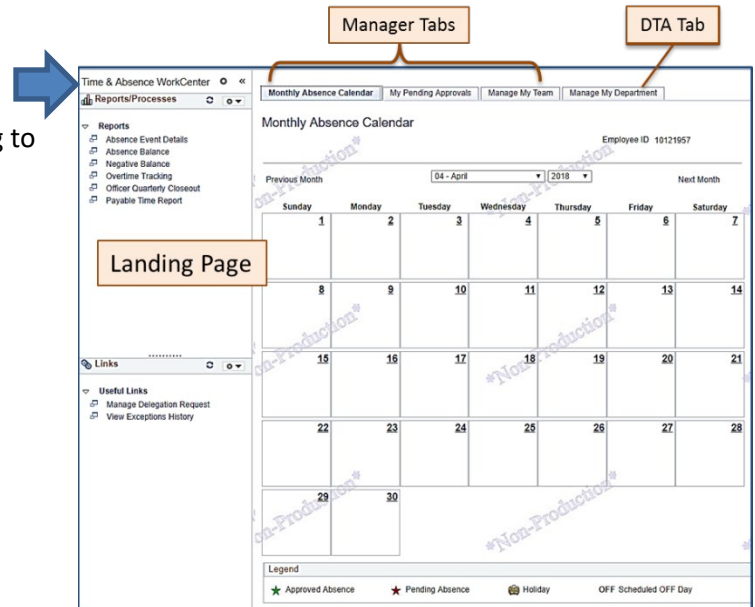 Manager Tabs
DTA Tab
g to
Time & Absence WorkCenter «
Reports/Processes
Reports
Absence Event Details
Absence Balance
Negative Balance
Overtime Tracking
Officer Quarterly Closeout
Payable Time Report
Landing Page
Links
Useful Links
Manage Delegation Request
View Exceptions History
Monthly Absence Calendar My Pending Approvals Manage My Team Manage My Department
Monthly Absence Calendar
Employee ID 10121957
Previous Month 04 - April 2018 Next Month
Sunday Monday Tuesday Wednesday Thursday Friday Saturday
1 2 3 4 5 6 7
8 9 10 11 12 13 14
15 16 17 18 19 20 21
22 23 24 25 26 27 28
29 30
*Non-Production*
Legend
Approved Absence Pending Absence Holiday OFF Scheduled OFF Day